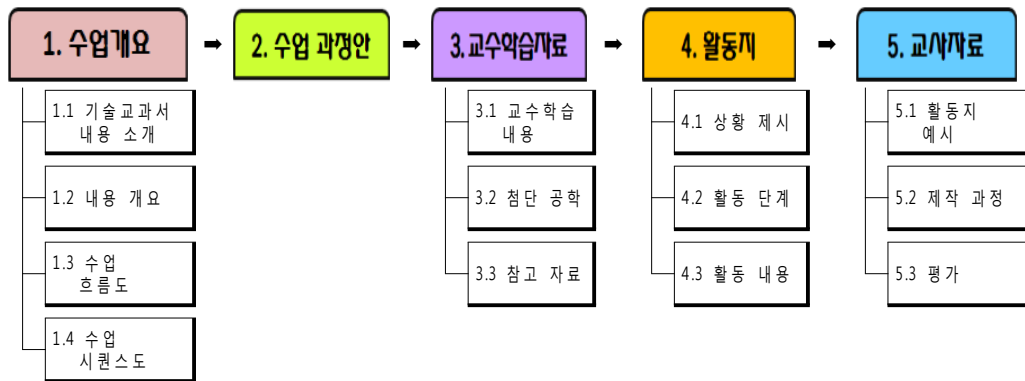 1. 수업개요
➡
2. 수업 과정안
➡
3.교수학습자료
➡
4. 활동지
➡
5. 교사자료
1.1 기술교과서
내용 소개
1.2 내용 개요
1.3 수업
흐름도
1.4 수업
시퀀스도
3.1 교수학습
내용
3.2 첨단 공학
3.3 참고 자료
4.1 상황 제시
4.2 활동 단계
4.3 활동 내용
5.1 활동지
예시
5.2 제작 과정
5.3 평가